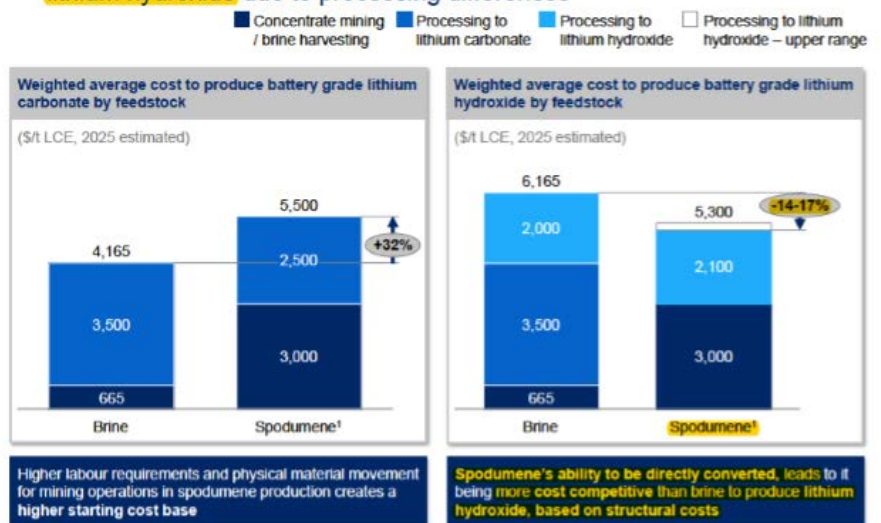 Concentrate mining
/ brine harvesting
Processing to
lithium carbonate
Processing to
lithium hydroxide
Processing to lithium
hydroxide – upper range
Weighted average cost to produce battery grade lithium
carbonate by feedstock
($/t LCE, 2025 estimated)
5,500
4,165
+32%
2,500
3,500
3,000
665
Brine
Spodumene¹
Higher labour requirements and physical material movement
for mining operations in spodumene production creates a
higher starting cost base
Weighted average cost to produce battery grade lithium
hydroxide by feedstock
($/t LCE, 2025 estimated)
6,165
5,300
-14-17%
2,000
2,100
3,500
3,000
665
Brine
Spodumene¹
Spodumene's ability to be directly converted, leads to it
being more cost competitive than brine to produce lithium
hydroxide, based on structural costs